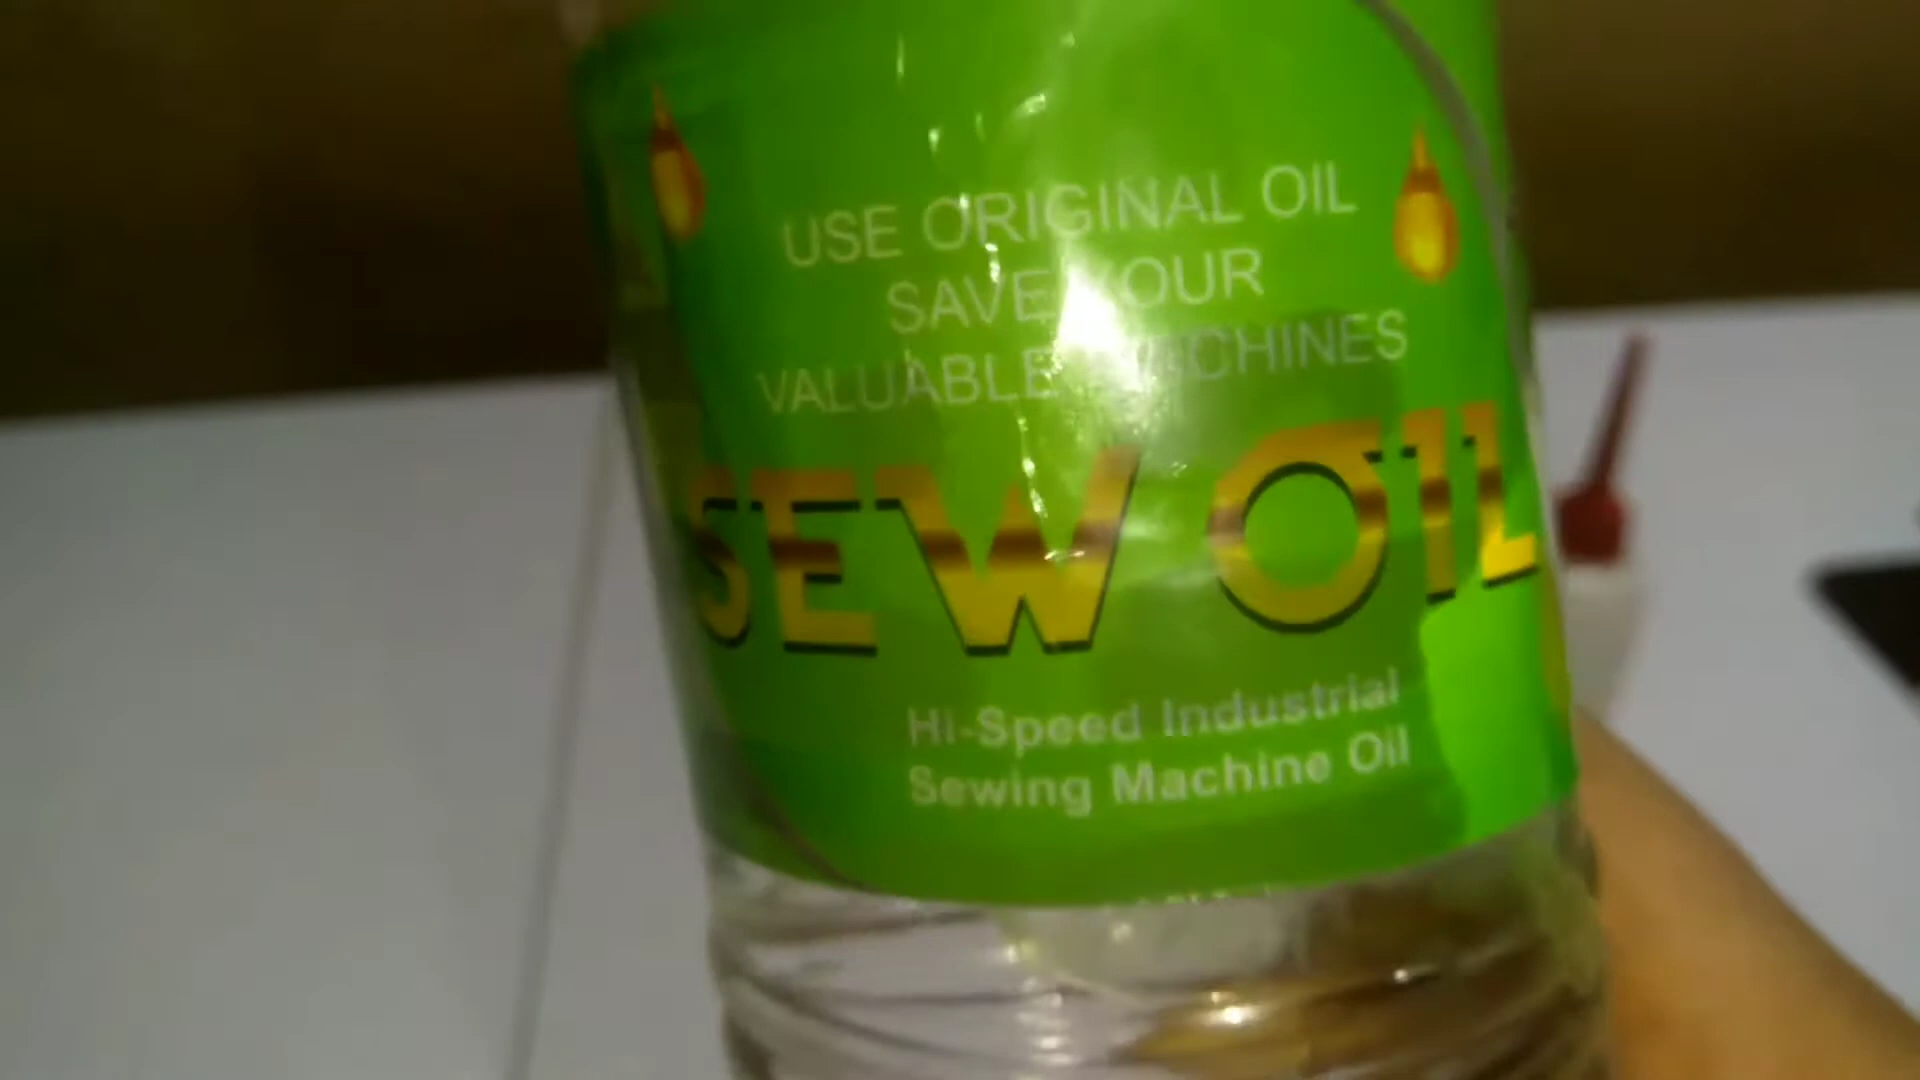 USE ORIGINAL OIL
SAVE YOUR
VALUABLE MACHINES
SEW OIL
Hi-Speed Industrial
Sewing Machine Oil